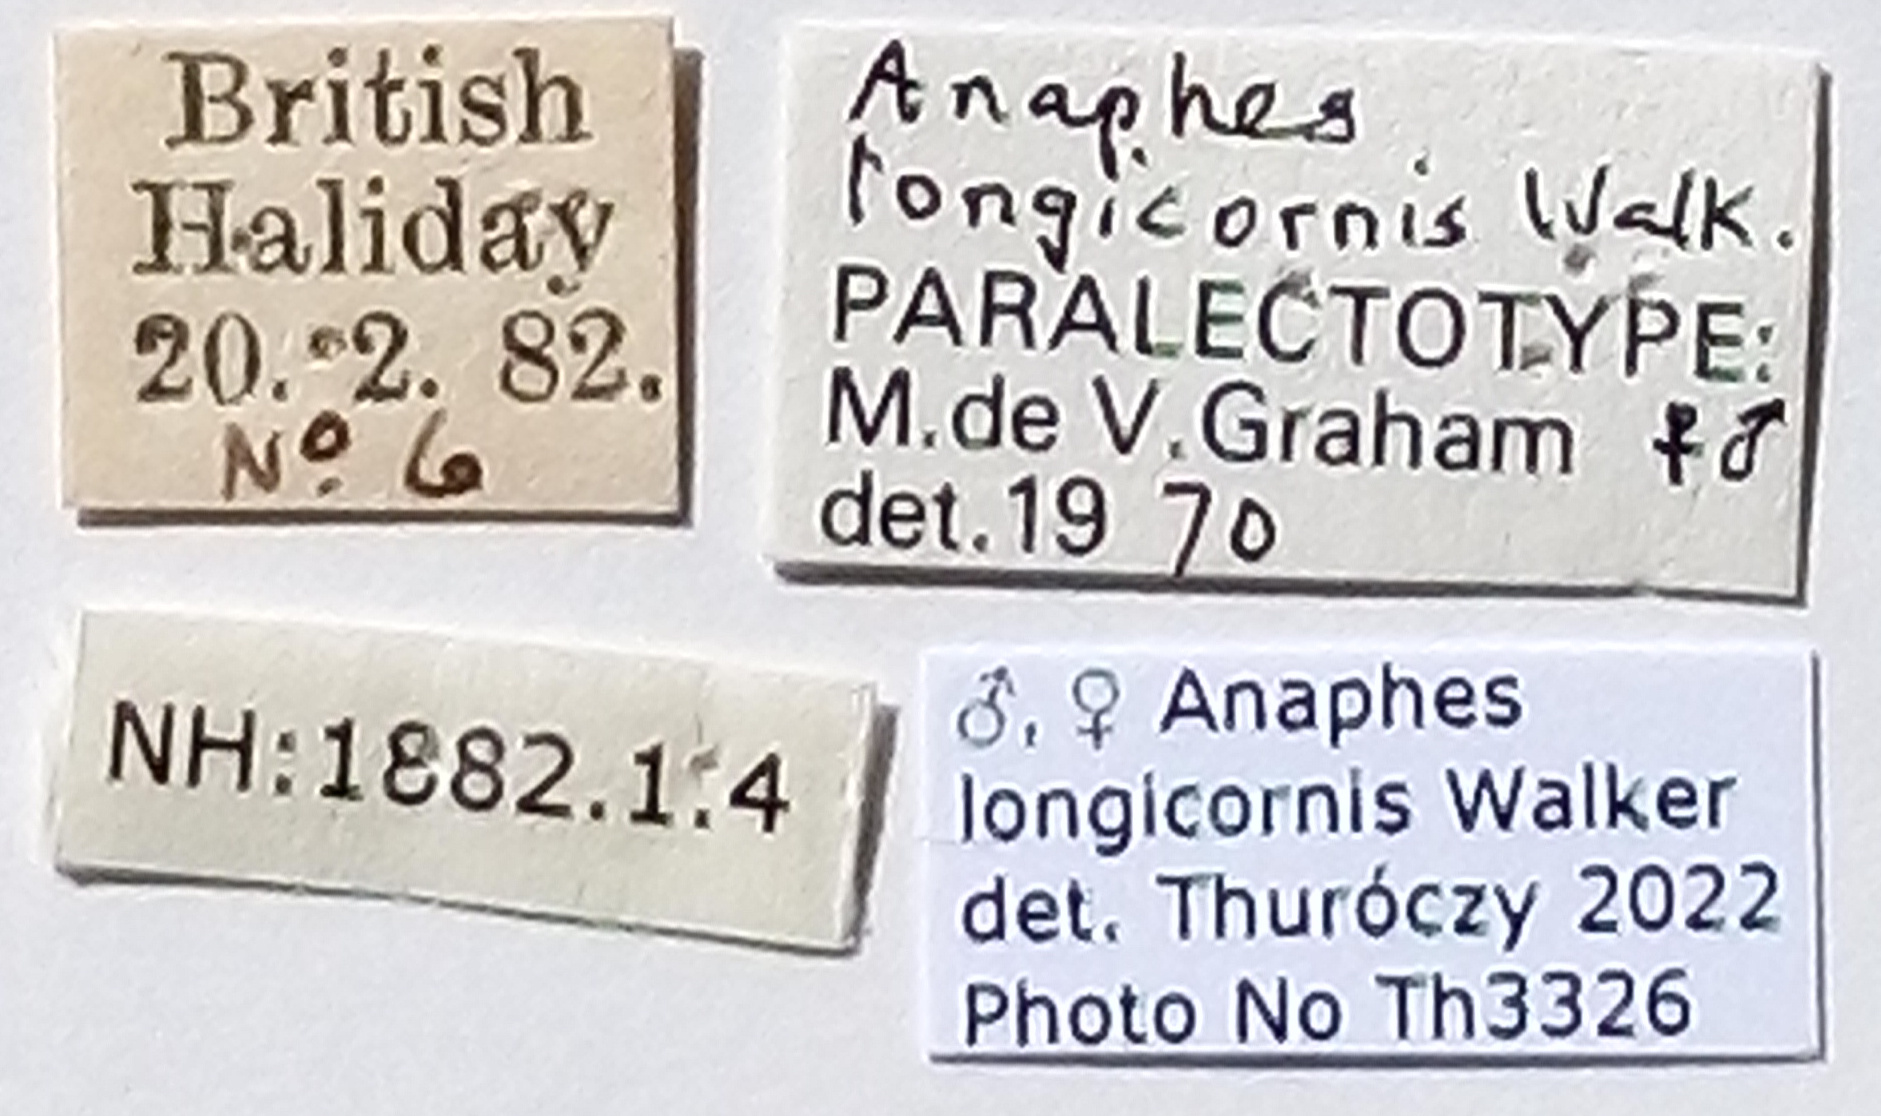 British
Haliday
20. 2. 82.
Nº 6
Anaphes
longicornis Walk.
PARALECTOTYPE:
M.de V.Graham ♀♂
det.19 70
NH:1882.1.4
♂, ♀ Anaphes
longicornis Walker
det. Thuróczy 2022
Photo No Th3326